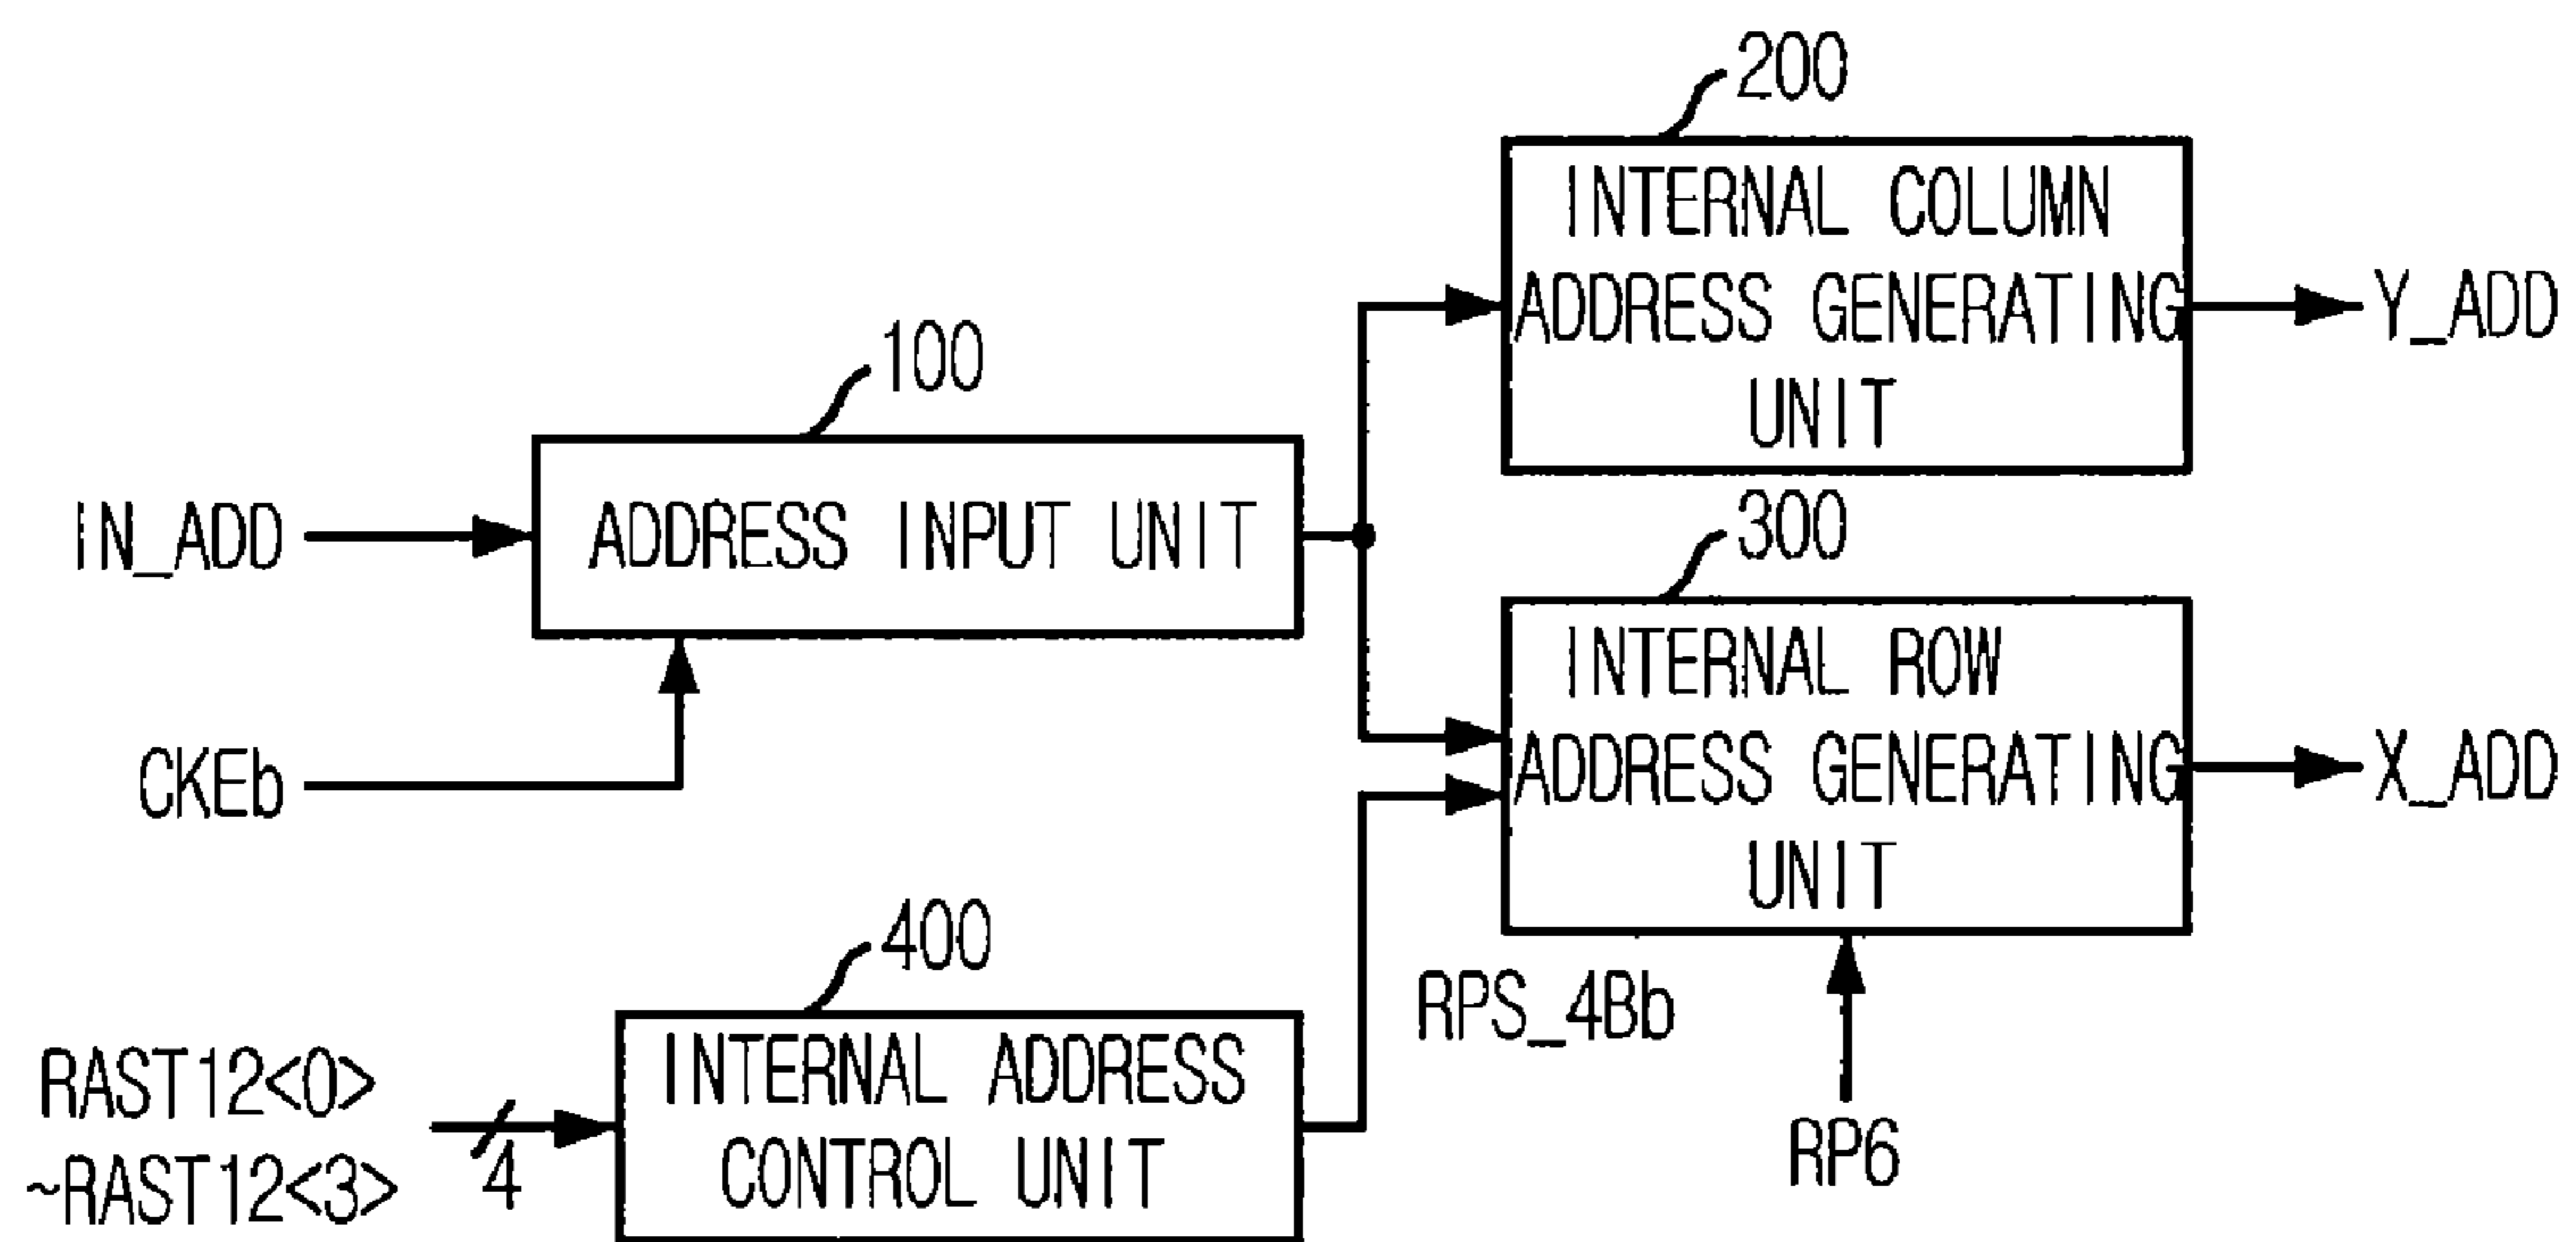 200
INTERNAL COLUMN
ADDRESS GENERATING
UNIT
Y_ADD
100
IN_ADD
ADDRESS INPUT UNIT
CKEb
300
INTERNAL ROW
ADDRESS GENERATING
UNIT
X_ADD
400
RPS_4Bb
RP6
RAST12<0>
~RAST12<3>
4
INTERNAL ADDRESS
CONTROL UNIT